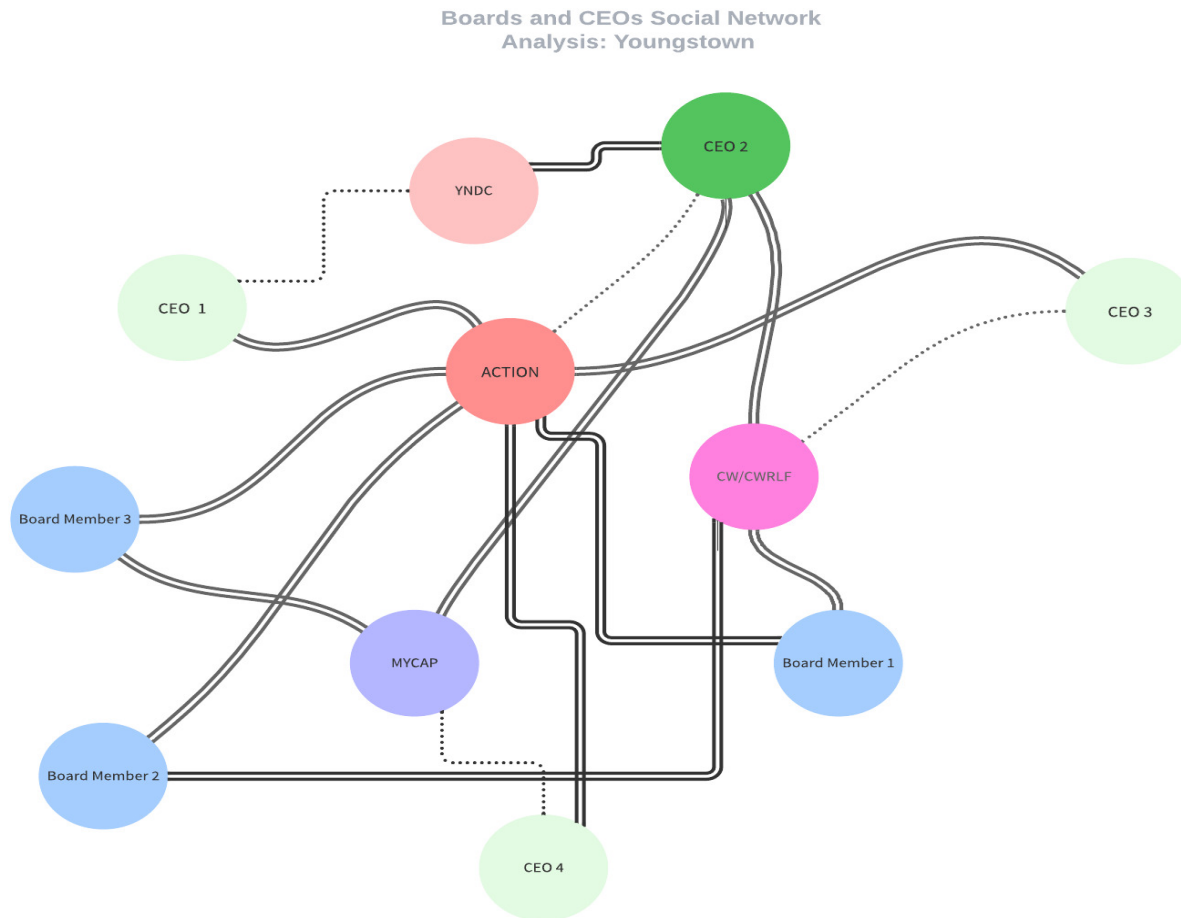 Boards and CEOs Social Network
Analysis: Youngstown
CEO 2
YNDC
CEO 1
CEO 3
ACTION
CW/CWRLF
Board Member 3
MYCAP
Board Member 1
Board Member 2
CEO 4